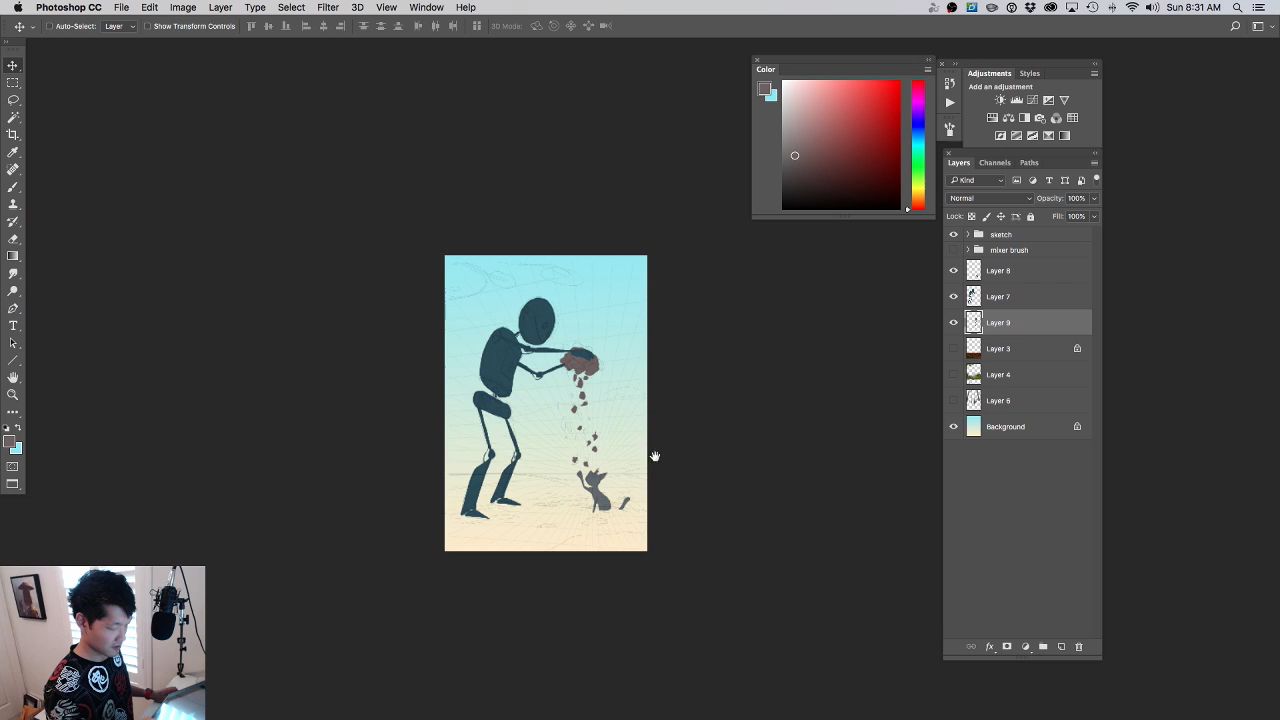 Photoshop CC File Edit Image Layer Type Select Filter 3D View Window Help Sun 8:31 AM
Auto-Select: Layer Show Transform Controls 3D Mode:
Color
Adjustments Styles
Add an adjustment
Layers Channels Paths
Kind
Normal Opacity: 100%
Lock: Fill: 100%
sketch
mixer brush
Layer 8
Layer 7
Layer 9
Layer 3
Layer 4
Layer 6
Background
fx